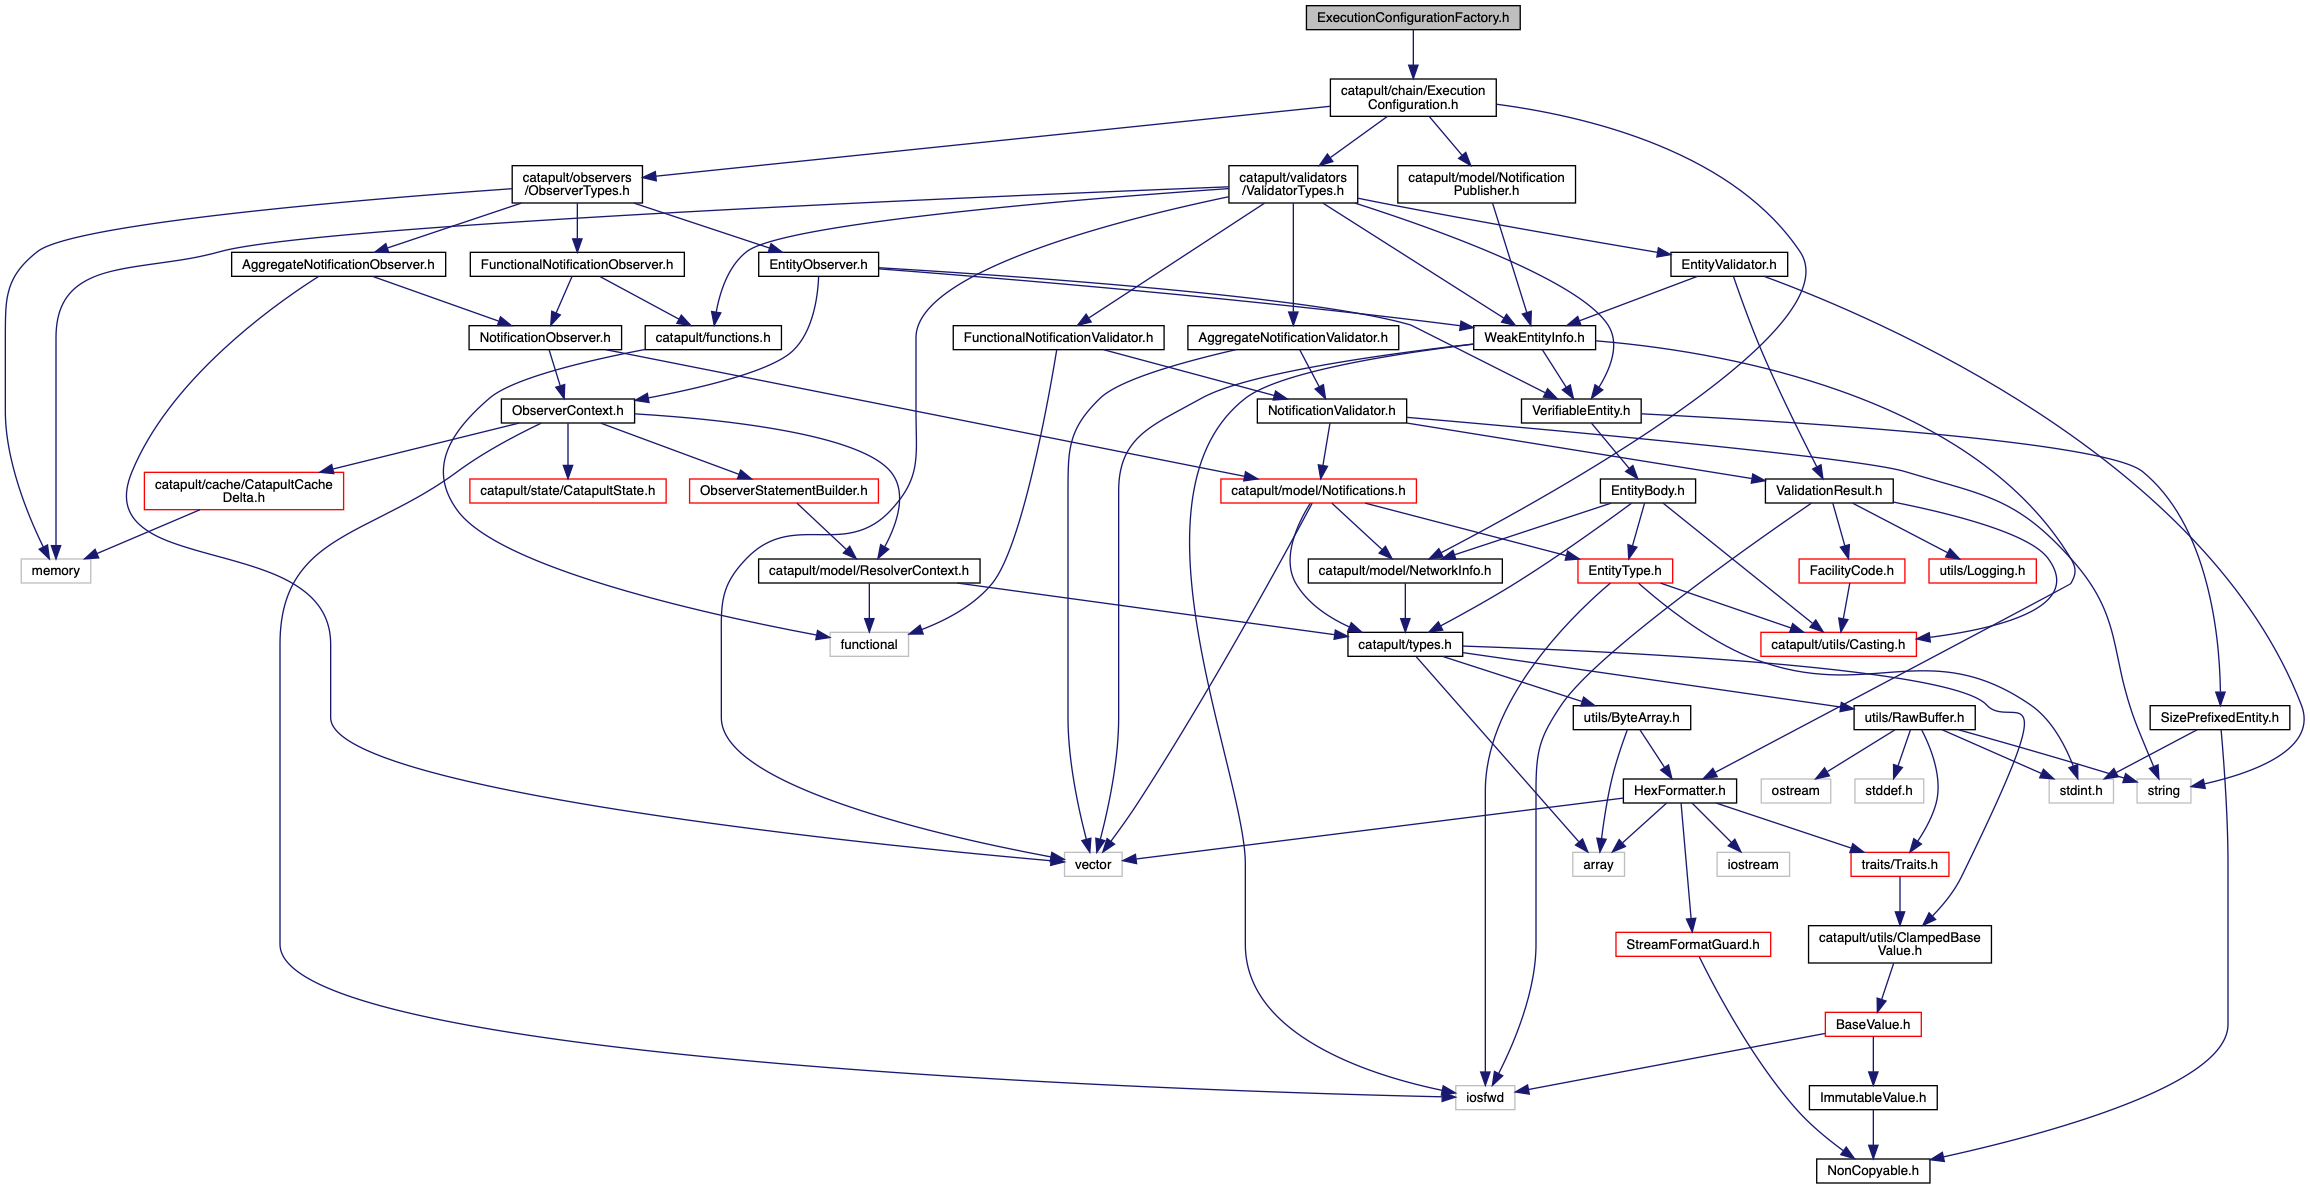 ExecutionConfigurationFactory.h
catapult/chain/Execution
Configuration.h
catapult/observers
/ObserverTypes.h
catapult/validators
/ValidatorTypes.h
catapult/model/Notification
Publisher.h
AggregateNotificationObserver.h
FunctionalNotificationObserver.h
EntityObserver.h
EntityValidator.h
NotificationObserver.h
catapult/functions.h
FunctionalNotificationValidator.h
AggregateNotificationValidator.h
WeakEntityInfo.h
ObserverContext.h
NotificationValidator.h
VerifiableEntity.h
catapult/cache/CatapultCache
Delta.h
catapult/state/CatapultState.h
ObserverStatementBuilder.h
catapult/model/Notifications.h
EntityBody.h
ValidationResult.h
memory
catapult/model/ResolverContext.h
catapult/model/NetworkInfo.h
EntityType.h
FacilityCode.h
utils/Logging.h
functional
catapult/types.h
catapult/utils/Casting.h
utils/ByteArray.h
utils/RawBuffer.h
SizePrefixedEntity.h
HexFormatter.h
ostream
stddef.h
stdint.h
string
vector
array
iostream
traits/Traits.h
StreamFormatGuard.h
catapult/utils/ClampedBase
Value.h
BaseValue.h
iosfwd
ImmutableValue.h
NonCopyable.h